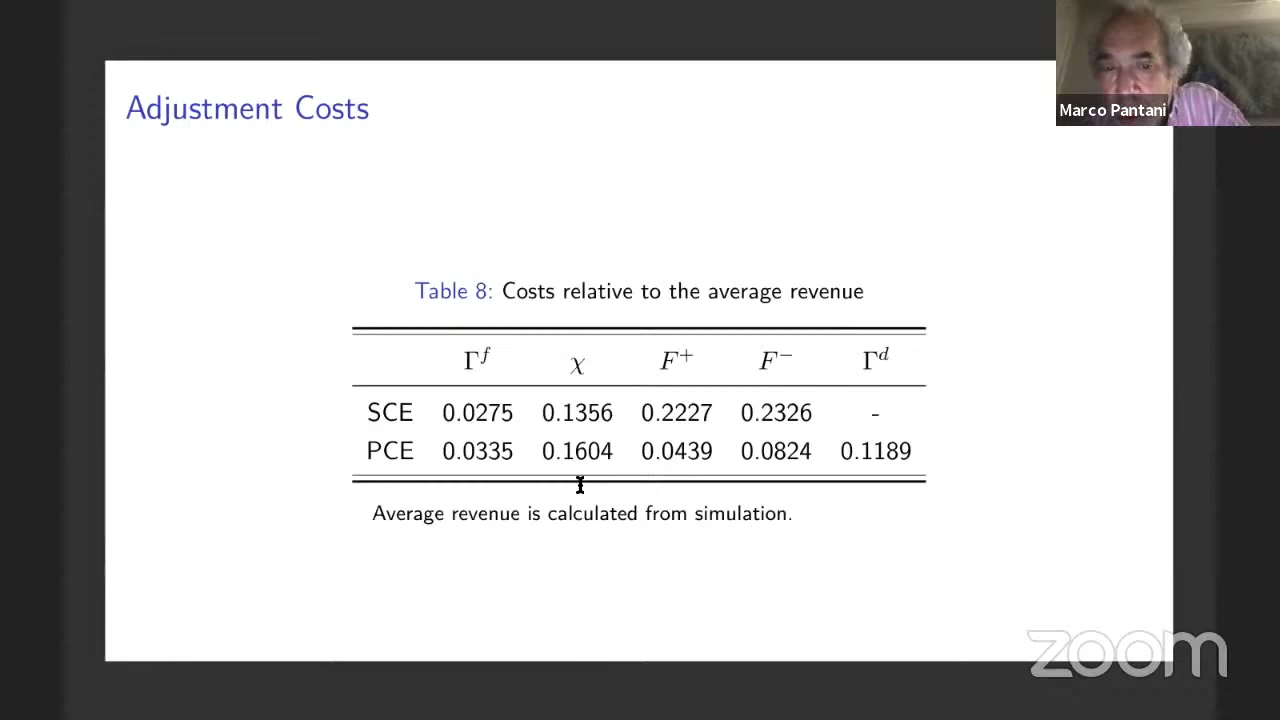 Adjustment Costs
Marco Pantani
Table 8: Costs relative to the average revenue
Γ^f χ F^+ F^− Γ^d
SCE 0.0275 0.1356 0.2227 0.2326 -
PCE 0.0335 0.1604 0.0439 0.0824 0.1189
Average revenue is calculated from simulation.
zoom